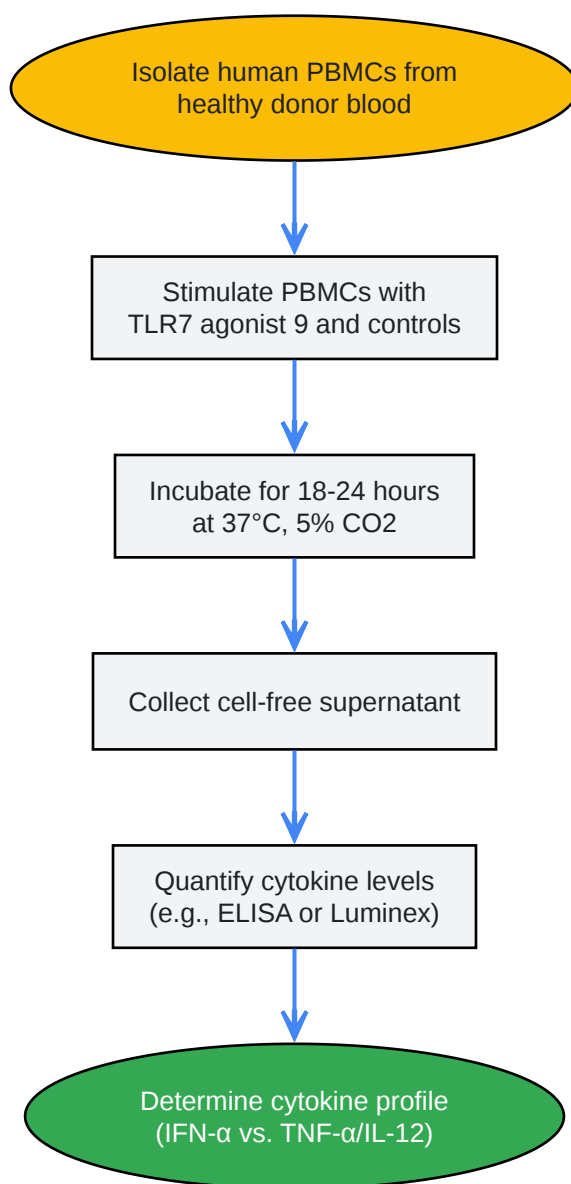 Isolate human PBMCs from
healthy donor blood
Stimulate PBMCs with
TLR7 agonist 9 and controls
Incubate for 18-24 hours
at 37°C, 5% CO2
Collect cell-free supernatant
Quantify cytokine levels
(e.g., ELISA or Luminex)
Determine cytokine profile
(IFN-α vs. TNF-α/IL-12)